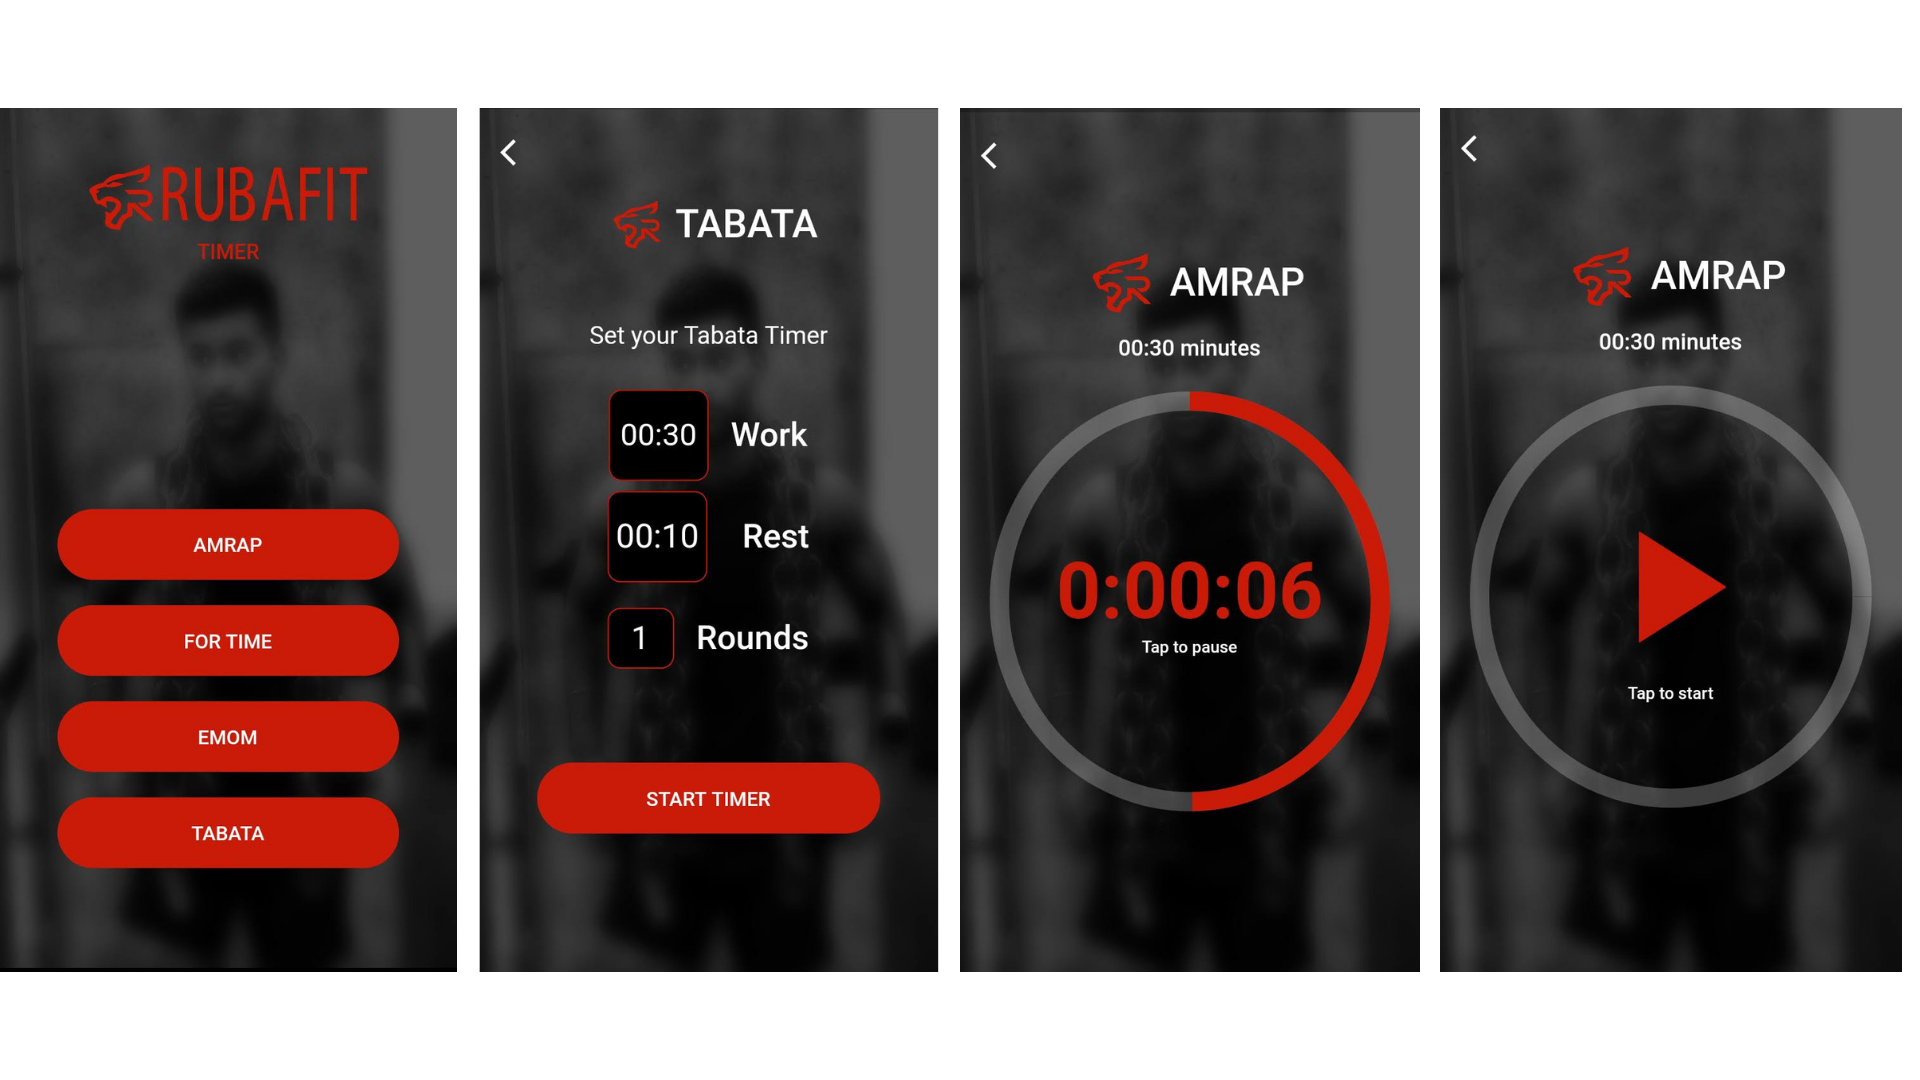 RUBAFIT
TIMER
AMRAP
FOR TIME
EMOM
TABATA
TABATA
Set your Tabata Timer
00:30 Work
00:10 Rest
1 Rounds
START TIMER
AMRAP
00:30 minutes
0:00:06
Tap to pause
AMRAP
00:30 minutes
Tap to start